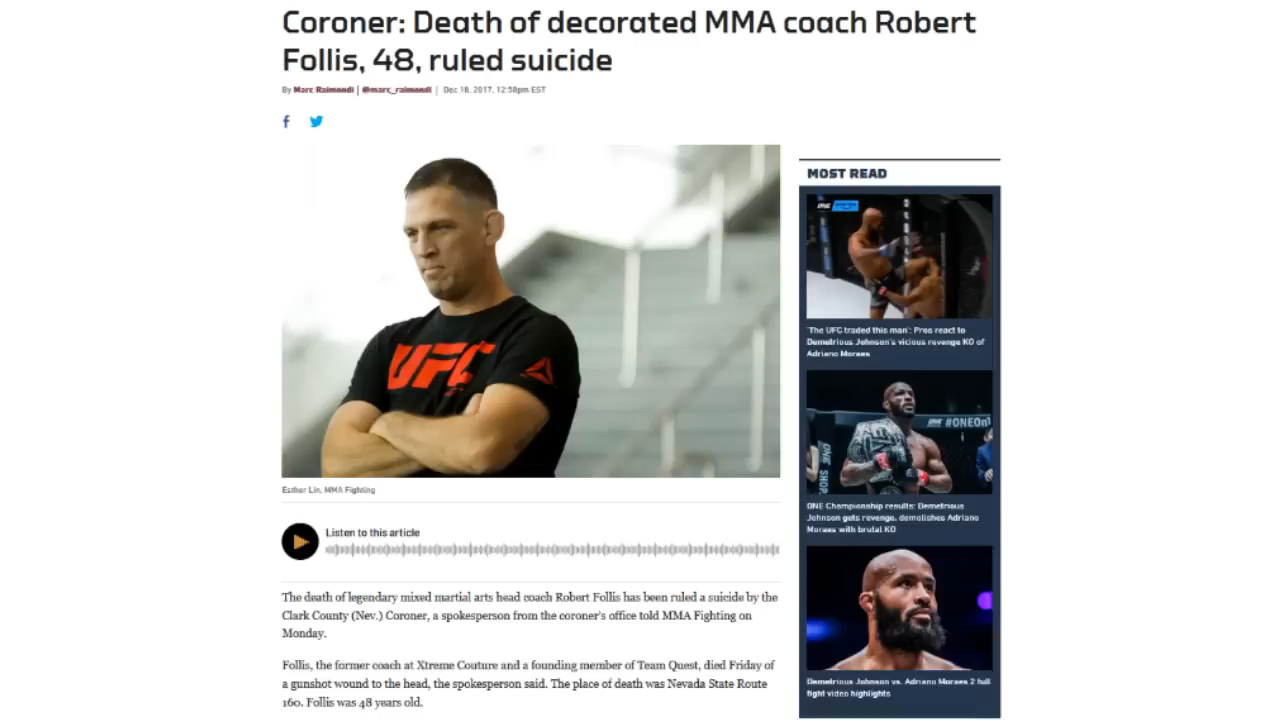 Coroner: Death of decorated MMA coach Robert
Follis, 48, ruled suicide
By Marc Raimondi | @marc_raimondi | Dec 18, 2017, 12:58pm EST
UFC
Esther Lin, MMA Fighting
Listen to this article
The death of legendary mixed martial arts head coach Robert Follis has been ruled a suicide by the
Clark County (Nev.) Coroner, a spokesperson from the coroner's office told MMA Fighting on
Monday.
Follis, the former coach at Xtreme Couture and a founding member of Team Quest, died Friday of
a gunshot wound to the head, the spokesperson said. The place of death was Nevada State Route
160. Follis was 48 years old.
MOST READ
ONE
'The UFC traded this man': Pros react to
Demetrious Johnson's vicious revenge KO of
Adriano Moraes
ONE #ONEOn1
ONE SHOP
ONE Championship results: Demetrious
Johnson gets revenge, demolishes Adriano
Moraes with brutal KO
Demetrious Johnson vs. Adriano Moraes 2 full
fight video highlights